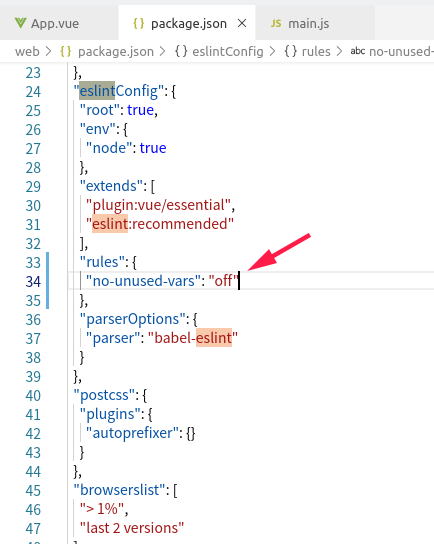 App.vue { } package.json × JS main.js
web > { } package.json > { } eslintConfig > { } rules > abc no-unused-
23 },
24 "eslintConfig": {
25 "root": true,
26 "env": {
27 "node": true
28 },
29 "extends": [
30 "plugin:vue/essential",
31 "eslint:recommended"
32 ],
33 "rules": {
34 "no-unused-vars": "off"
35 },
36 "parserOptions": {
37 "parser": "babel-eslint"
38 }
39 },
40 "postcss": {
41 "plugins": {
42 "autoprefixer": {}
43 }
44 },
45 "browserslist": [
46 "> 1%",
47 "last 2 versions"